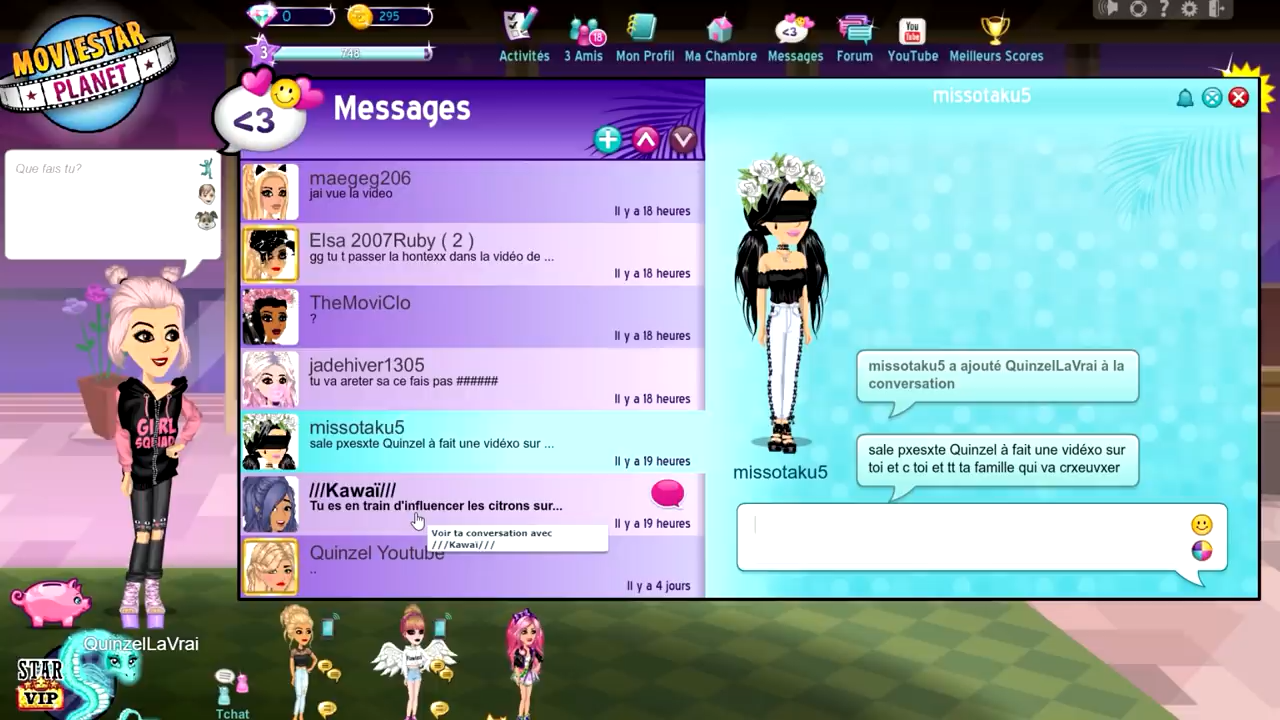 MOVIESTAR
PLANET
0
295
3
748
Activités
3 Amis
18
Mon Profil
Ma Chambre
<3
Messages
Forum
You
Tube
YouTube
Meilleurs Scores
Que fais tu?
<3
Messages
maegeg206
jai vue la video
Il y a 18 heures
Elsa 2007Ruby ( 2 )
gg tu t passer la hontexx dans la vidéo de ...
Il y a 18 heures
TheMoviClo
?
Il y a 18 heures
jadehiver1305
tu va areter sa ce fais pas ######
Il y a 18 heures
missotaku5
sale pxesxte Quinzel à fait une vidéxo sur ...
Il y a 19 heures
///Kawaï///
Tu es en train d'influencer les citrons sur...
Il y a 19 heures
Voir ta conversation avec
///Kawaï///
Quinzel Youtube
..
Il y a 4 jours
missotaku5
missotaku5 a ajouté QuinzelLaVrai à la
conversation
sale pxesxte Quinzel à fait une vidéxo sur
toi et c toi et tt ta famille qui va crxeuvxer
missotaku5
GIRL
SQUAD
QuinzelLaVrai
STAR
VIP
Tchat